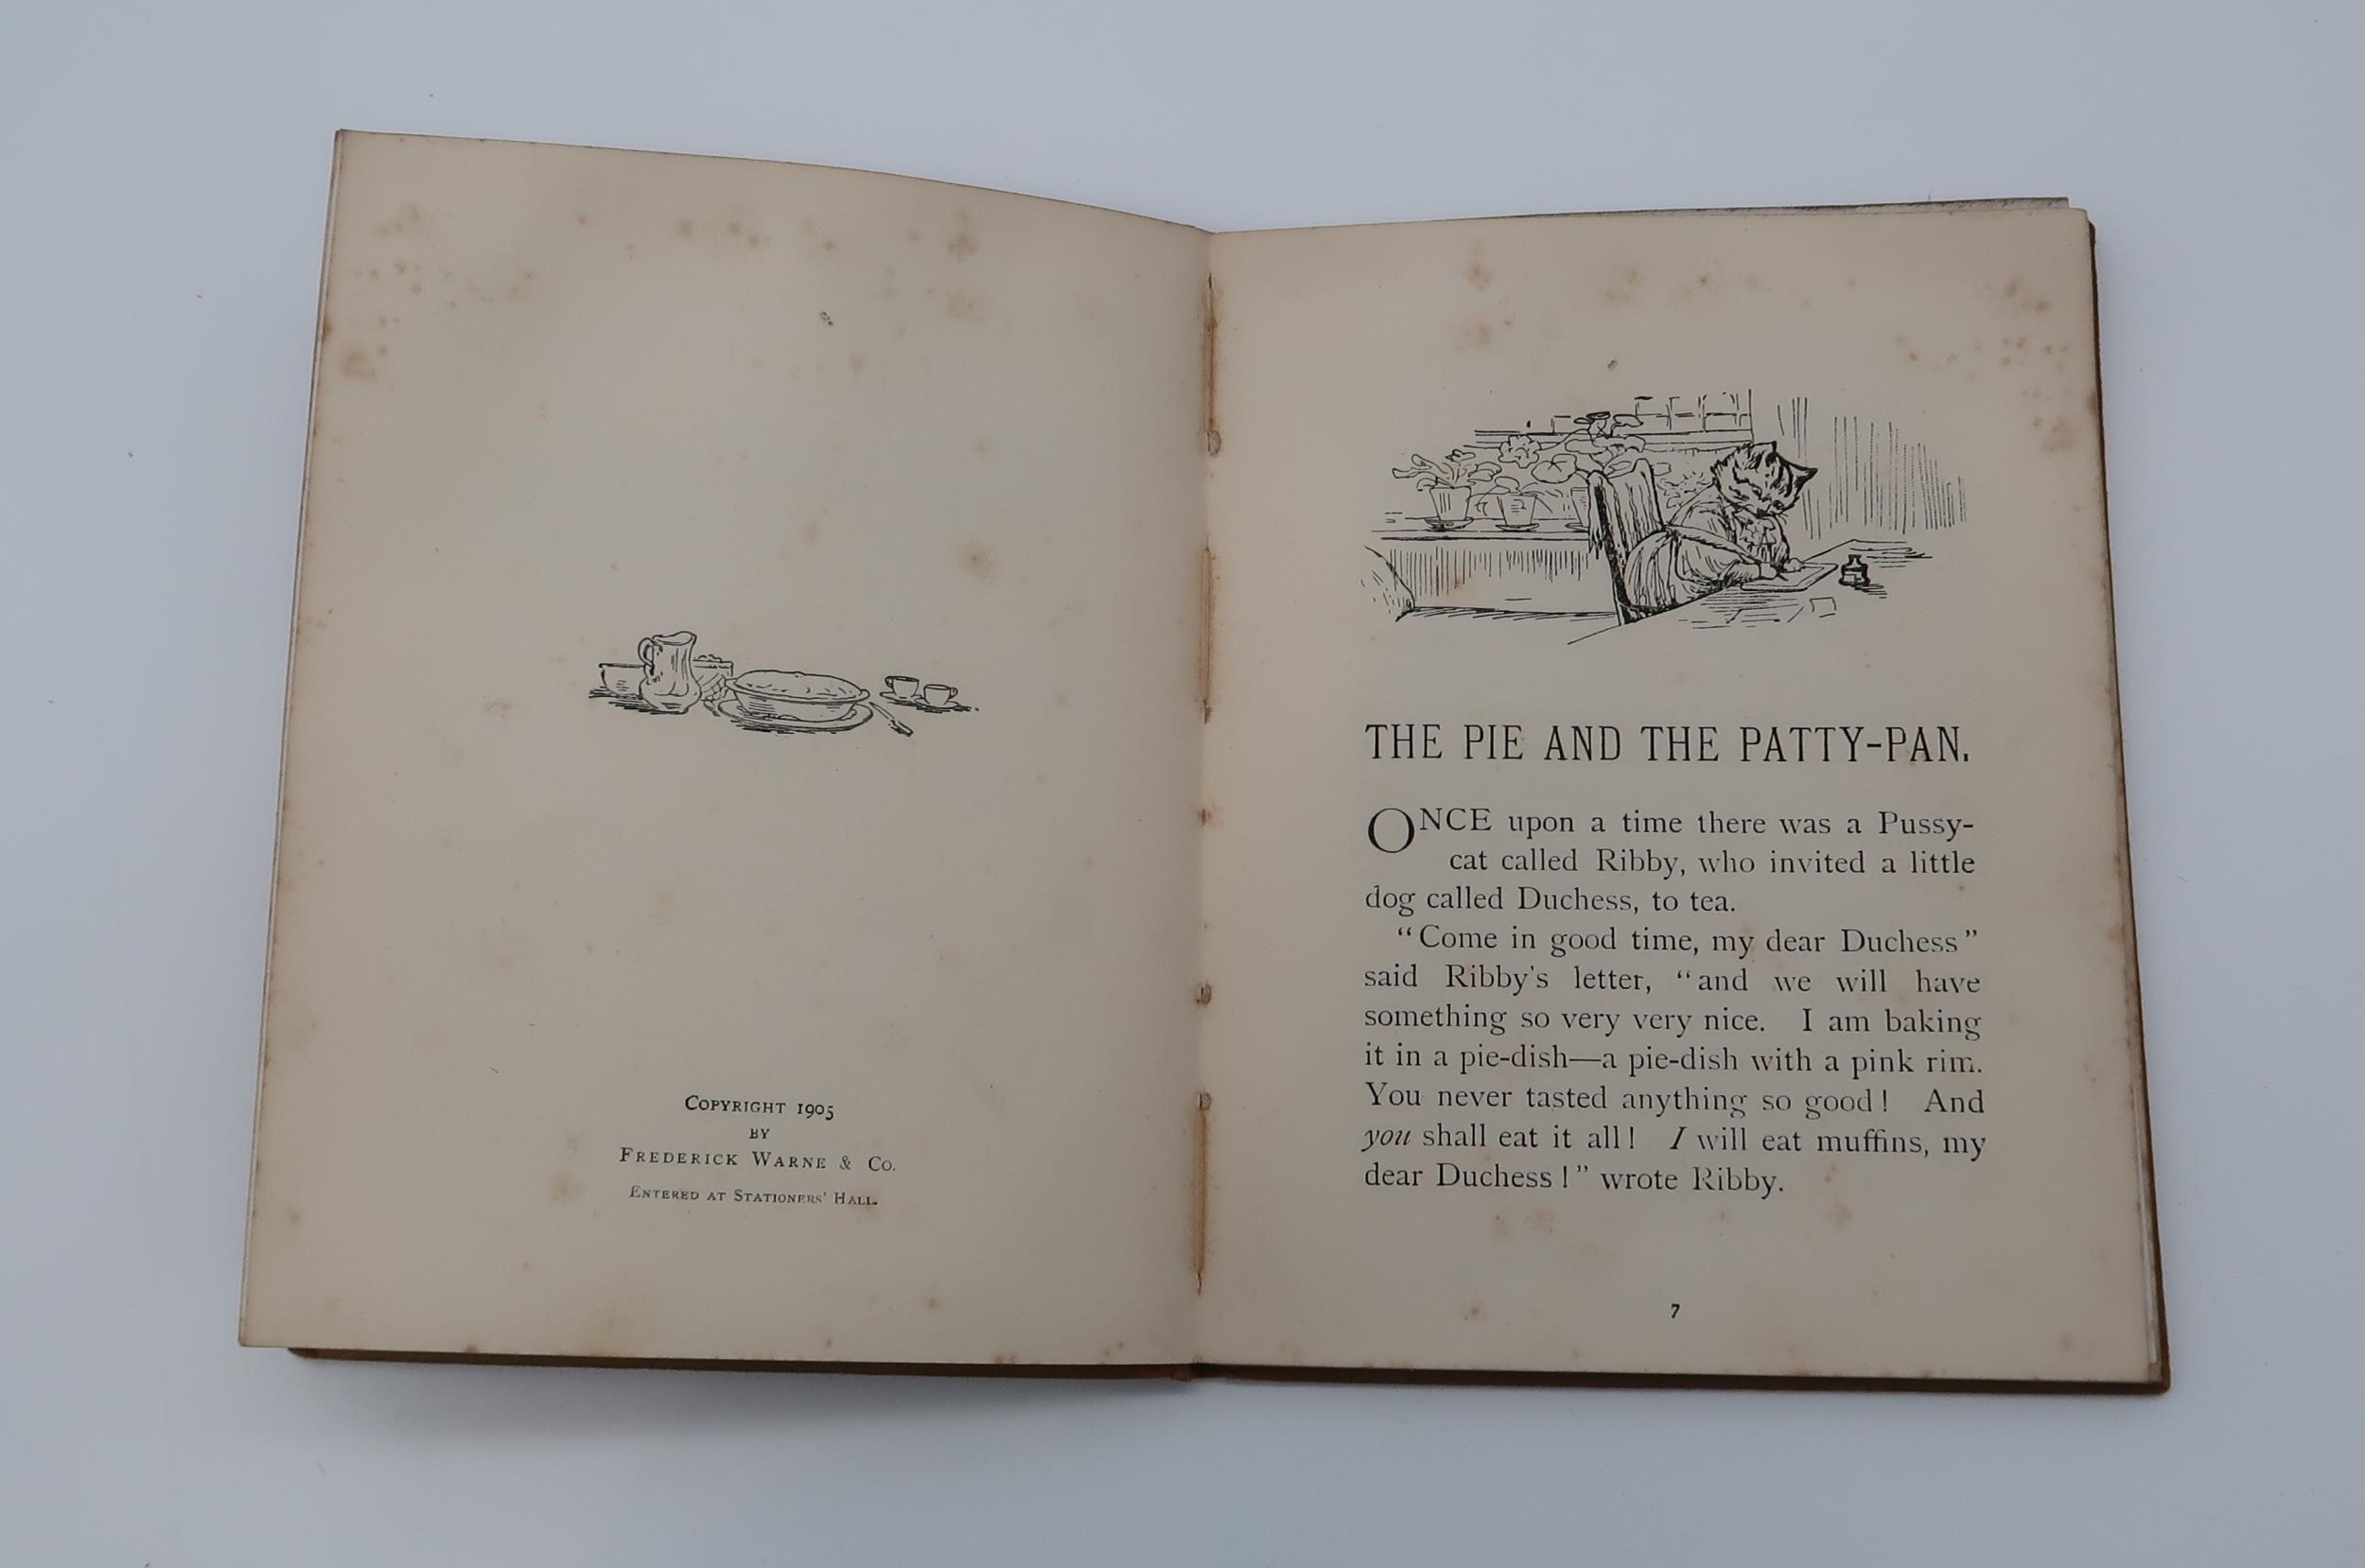 COPYRIGHT 1905
BY
FREDERICK WARNE & CO.
ENTERED AT STATIONERS' HALL.
THE PIE AND THE PATTY-PAN.
ONCE upon a time there was a Pussy-
cat called Ribby, who invited a little
dog called Duchess, to tea.
“Come in good time, my dear Duchess”
said Ribby's letter, “and we will have
something so very very nice. I am baking
it in a pie-dish—a pie-dish with a pink rim.
You never tasted anything so good! And
you shall eat it all! I will eat muffins, my
dear Duchess!” wrote Ribby.
7